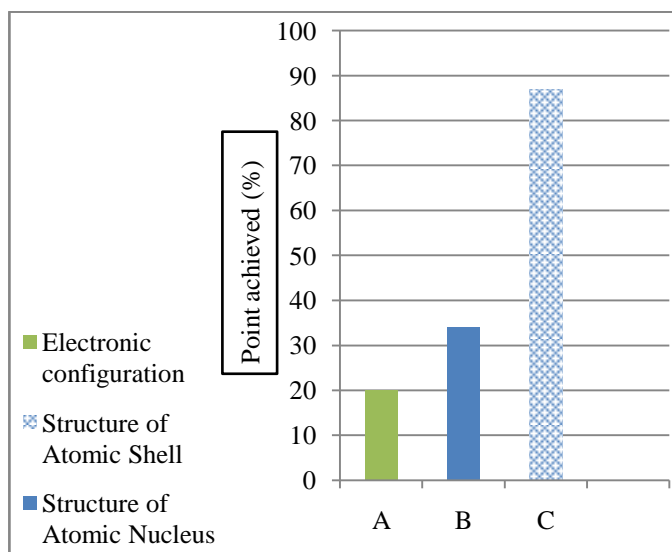 100
90
80
70
60
50
40
30
20
10
0
Point achieved (%)
A B C
Electronic
configuration
Structure of
Atomic Shell
Structure of
Atomic Nucleus